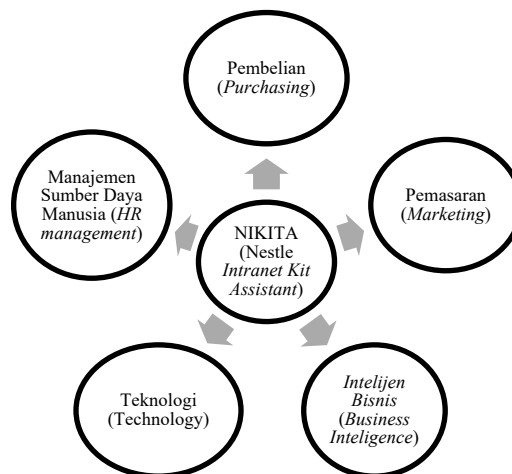 Pembelian
(Purchasing)
Manajemen
Sumber Daya
Manusia (HR
management)
Pemasaran
(Marketing)
NIKITA
(Nestle
Intranet Kit
Assistant)
Teknologi
(Technology)
Intelijen
Bisnis
(Business
Inteligence)